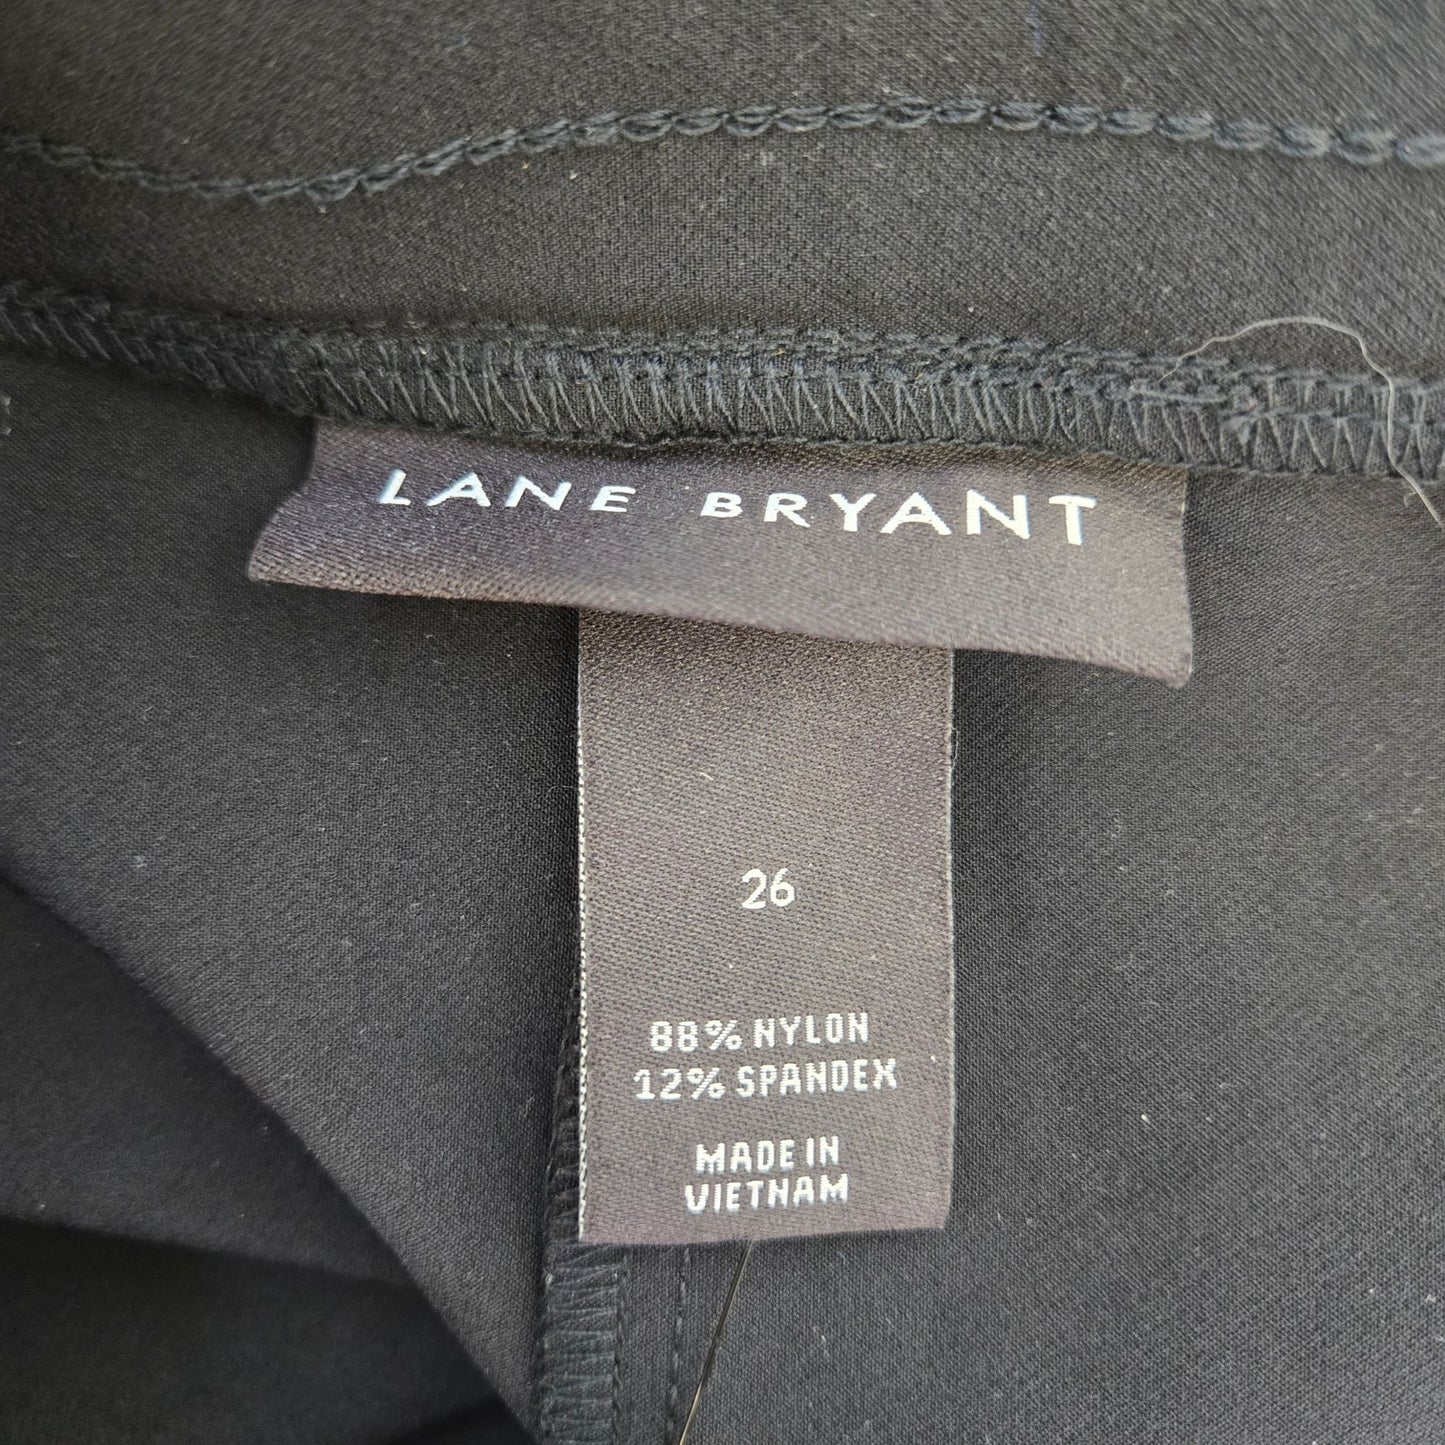 LANE BRYANT
26
88% NYLON
12% SPANDEX
MADE IN
VIETNAM